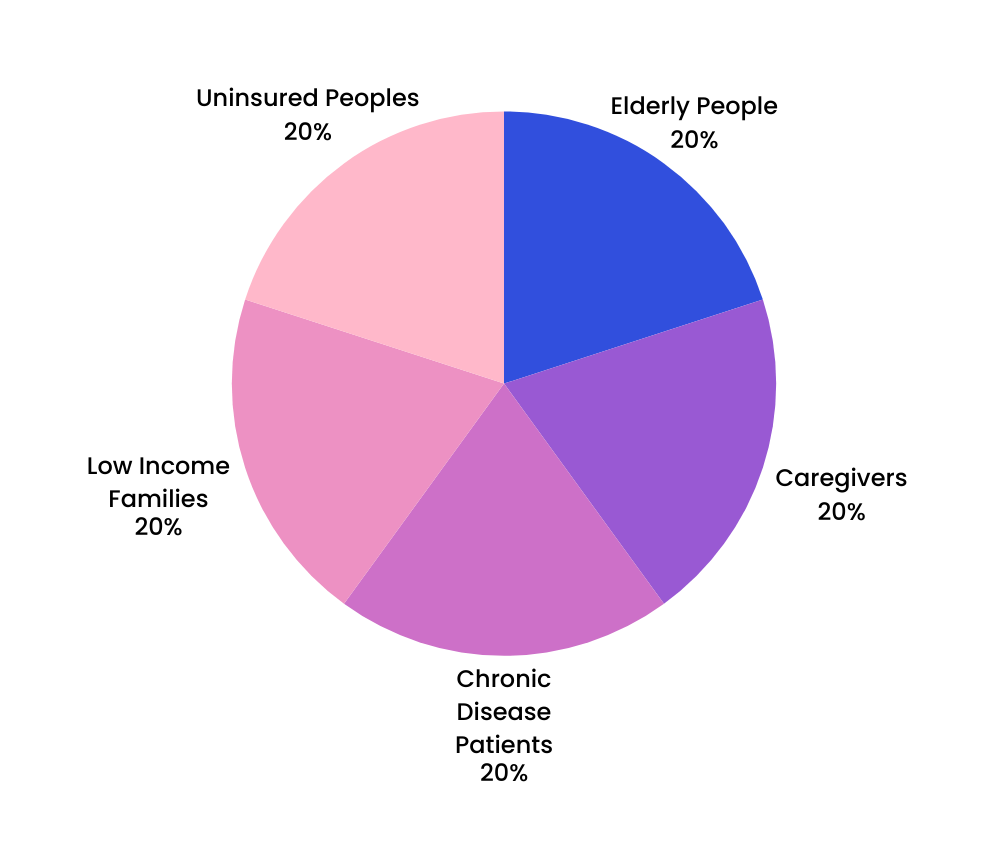 Uninsured Peoples
20%
Elderly People
20%
Low Income
Families
20%
Caregivers
20%
Chronic
Disease
Patients
20%